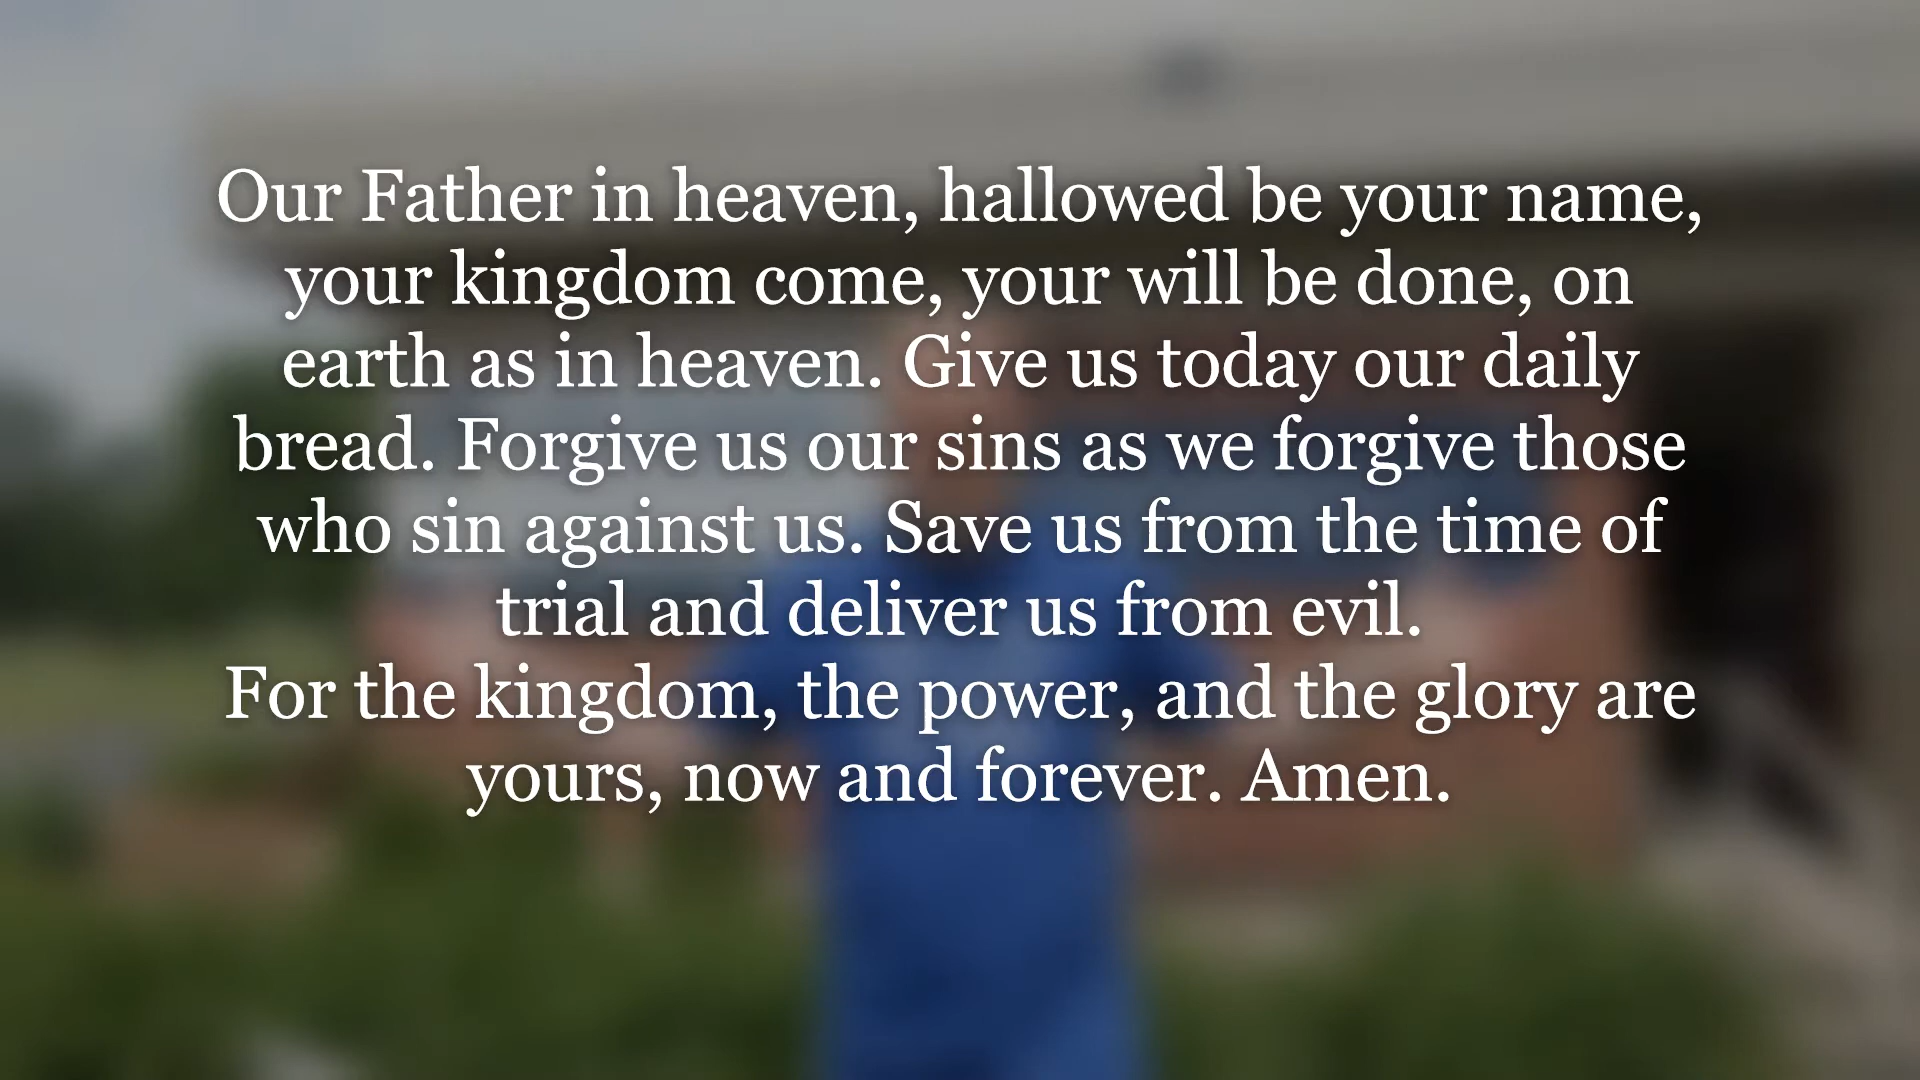 Our Father in heaven, hallowed be your name,
your kingdom come, your will be done, on
earth as in heaven. Give us today our daily
bread. Forgive us our sins as we forgive those
who sin against us. Save us from the time of
trial and deliver us from evil.
For the kingdom, the power, and the glory are
yours, now and forever. Amen.